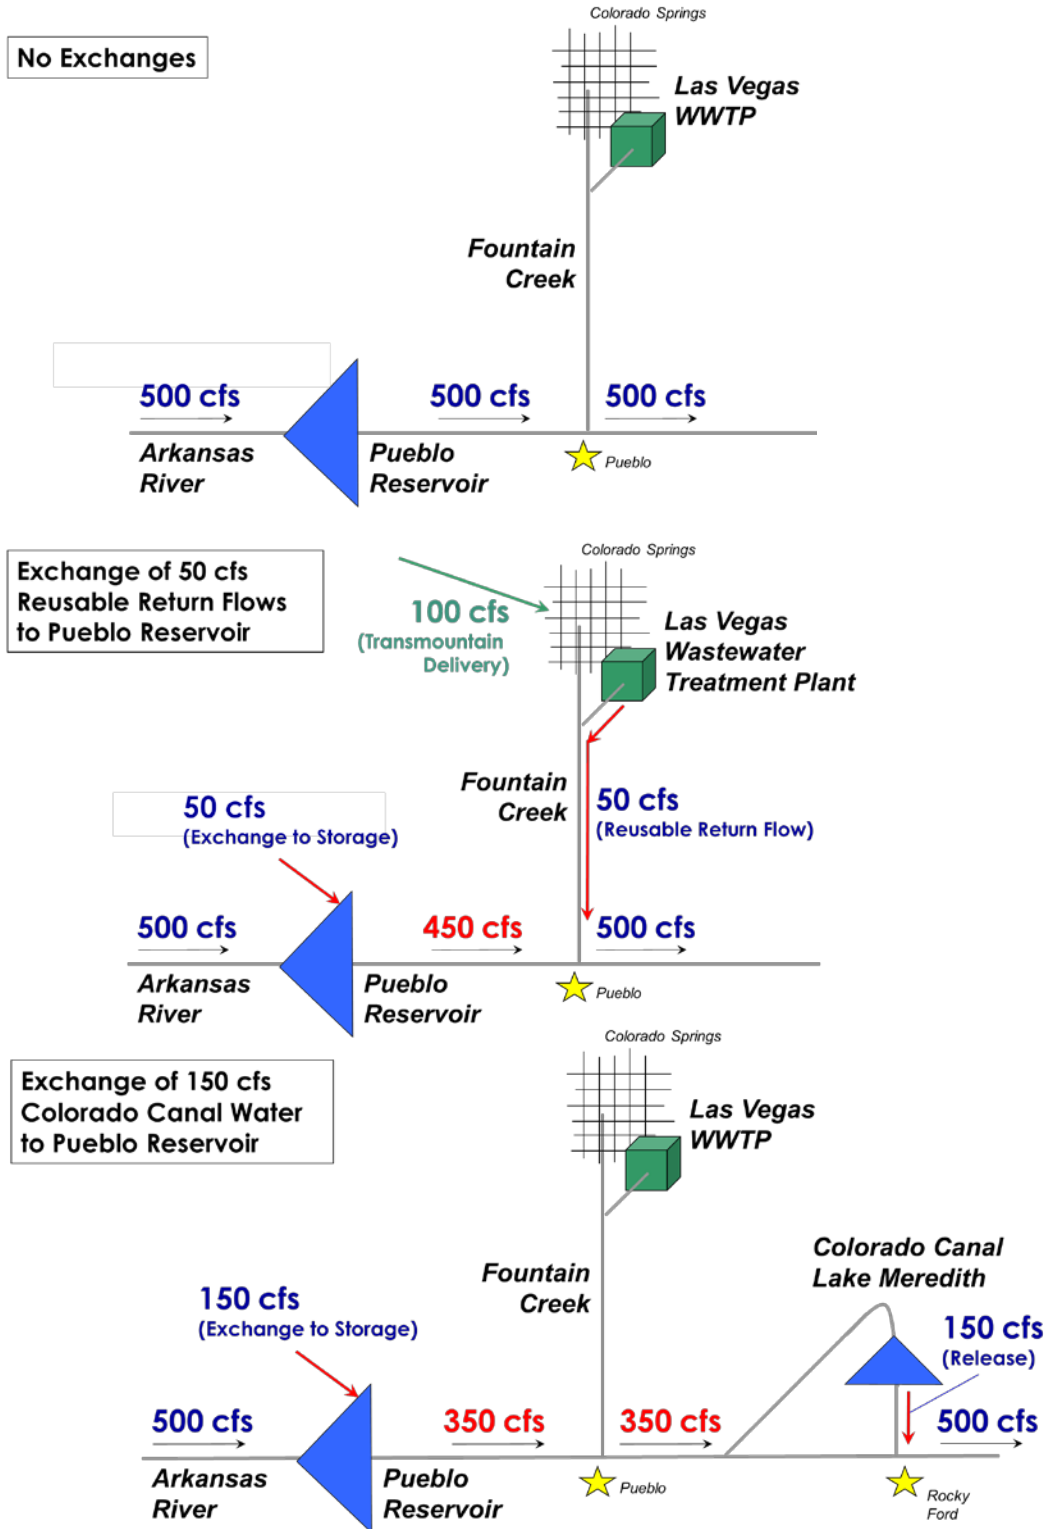 Colorado Springs
No Exchanges
Las Vegas
WWTP
Fountain
Creek
500 cfs
500 cfs
500 cfs
Arkansas
River
Pueblo
Reservoir
Pueblo
Colorado Springs
Exchange of 50 cfs
Reusable Return Flows
to Pueblo Reservoir
100 cfs
(Transmountain
Delivery)
Las Vegas
Wastewater
Treatment Plant
Fountain
Creek
50 cfs
(Exchange to Storage)
50 cfs
(Reusable Return Flow)
500 cfs
450 cfs
500 cfs
Arkansas
River
Pueblo
Reservoir
Pueblo
Colorado Springs
Exchange of 150 cfs
Colorado Canal Water
to Pueblo Reservoir
Las Vegas
WWTP
Fountain
Creek
Colorado Canal
Lake Meredith
150 cfs
(Exchange to Storage)
150 cfs
(Release)
500 cfs
350 cfs
350 cfs
500 cfs
Arkansas
River
Pueblo
Reservoir
Pueblo
Rocky
Ford